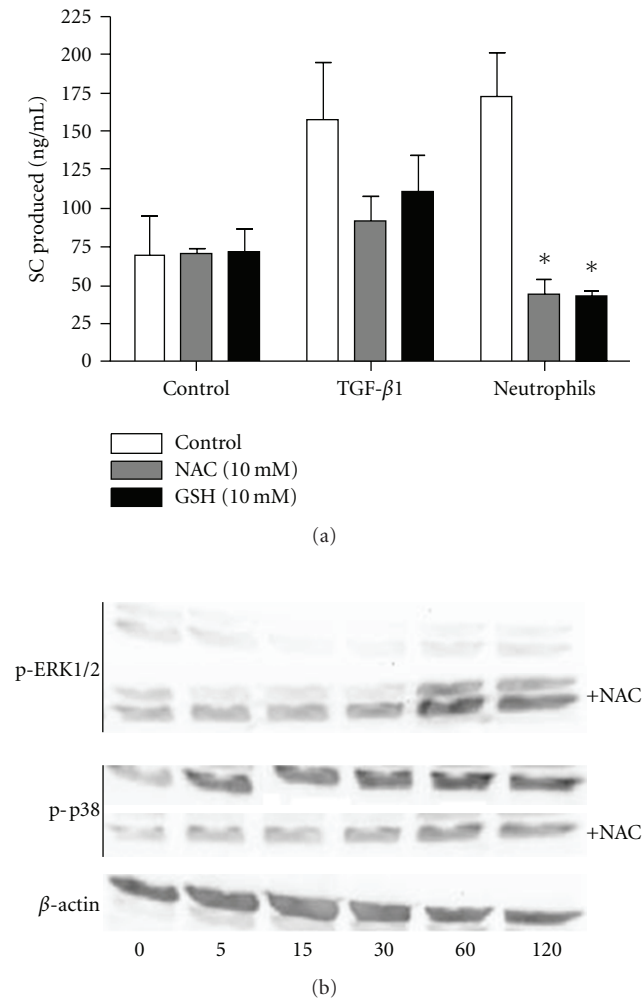 225
200
175
150
125
100
75
50
25
0
SC produced (ng/mL)
* *
Control TGF-β1 Neutrophils
Control
NAC (10 mM)
GSH (10 mM)
(a)
p-ERK1/2
+NAC
p-p38
+NAC
β-actin
0 5 15 30 60 120
(b)